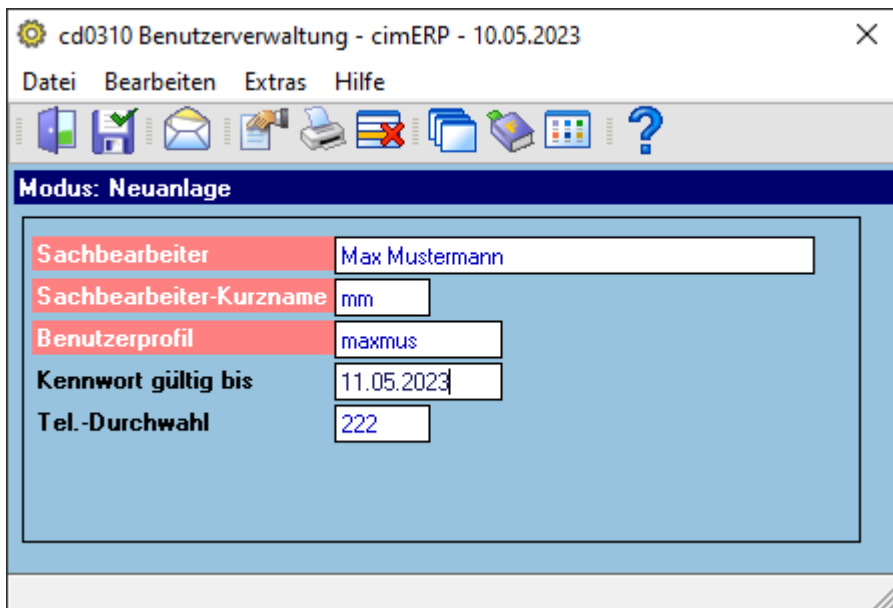 cd0310 Benutzerverwaltung - cimERP - 10.05.2023
Datei Bearbeiten Extras Hilfe
Modus: Neuanlage
Sachbearbeiter Max Mustermann
Sachbearbeiter-Kurzname mm
Benutzerprofil maxmus
Kennwort gültig bis 11.05.2023
Tel.-Durchwahl 222